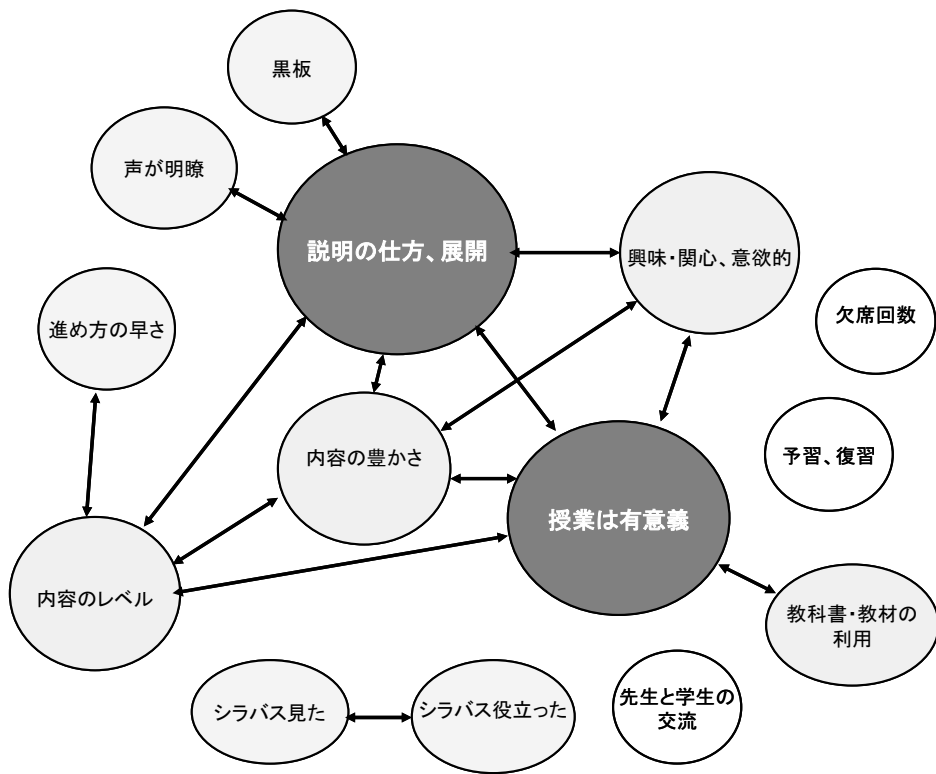 黒板
声が明瞭
説明の仕方、展開
興味・関心、意欲的
進め方の早さ
欠席回数
内容の豊かさ
予習、復習
授業は有意義
内容のレベル
教科書・教材の
利用
シラバス見た
シラバス役立った
先生と学生の
交流